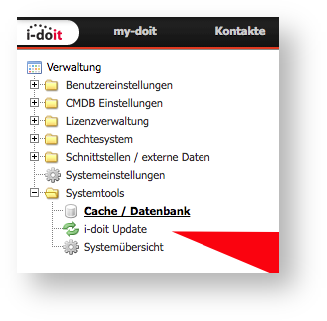 i-doit my-doit Kontakte
Verwaltung
Benutzereinstellungen
CMDB Einstellungen
Lizenzverwaltung
Rechtesystem
Schnittstellen / externe Daten
Systemeinstellungen
Systemtools
Cache / Datenbank
i-doit Update
Systemübersicht